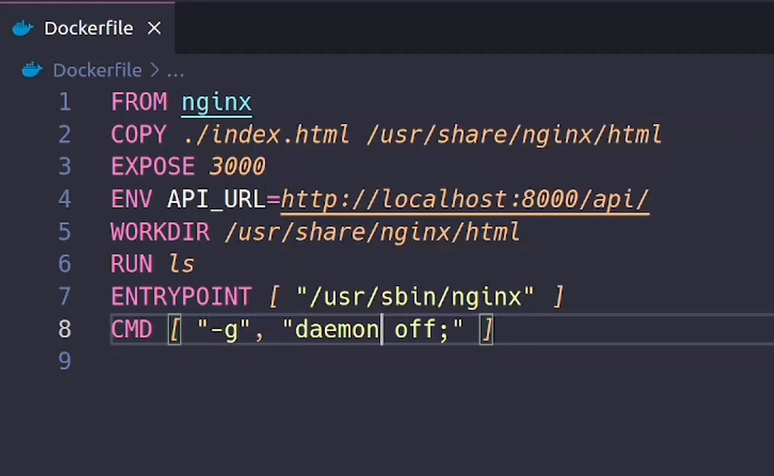 Dockerfile ×
Dockerfile > ...
1 FROM nginx
2 COPY ./index.html /usr/share/nginx/html
3 EXPOSE 3000
4 ENV API_URL=http://localhost:8000/api/
5 WORKDIR /usr/share/nginx/html
6 RUN ls
7 ENTRYPOINT [ "/usr/sbin/nginx" ]
8 CMD [ "-g", "daemon off;" ]
9